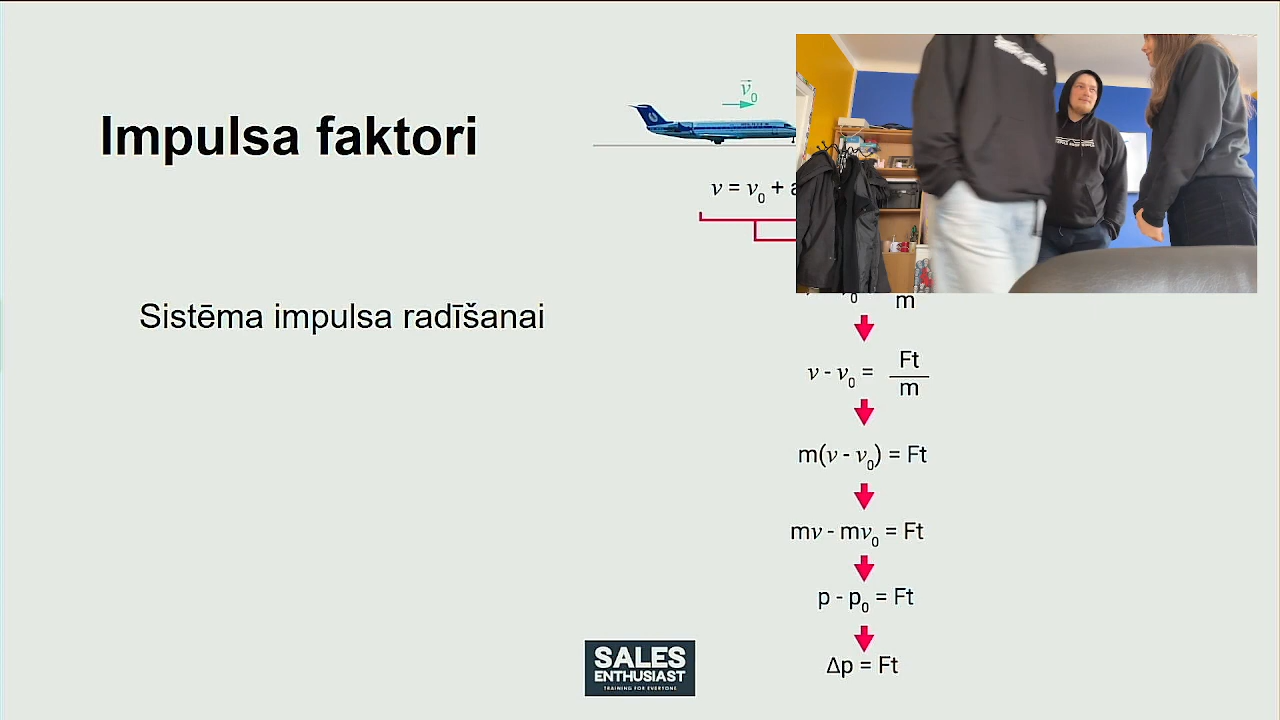 Impulsa faktori
Sistēma impulsa radīšanai
v⃗₀
v = v₀ +
m
v - v₀ = Ft
m
m(v - v₀) = Ft
mv - mv₀ = Ft
p - p₀ = Ft
Δp = Ft
SALES
ENTHUSIAST
TRAINING FOR EVERYONE